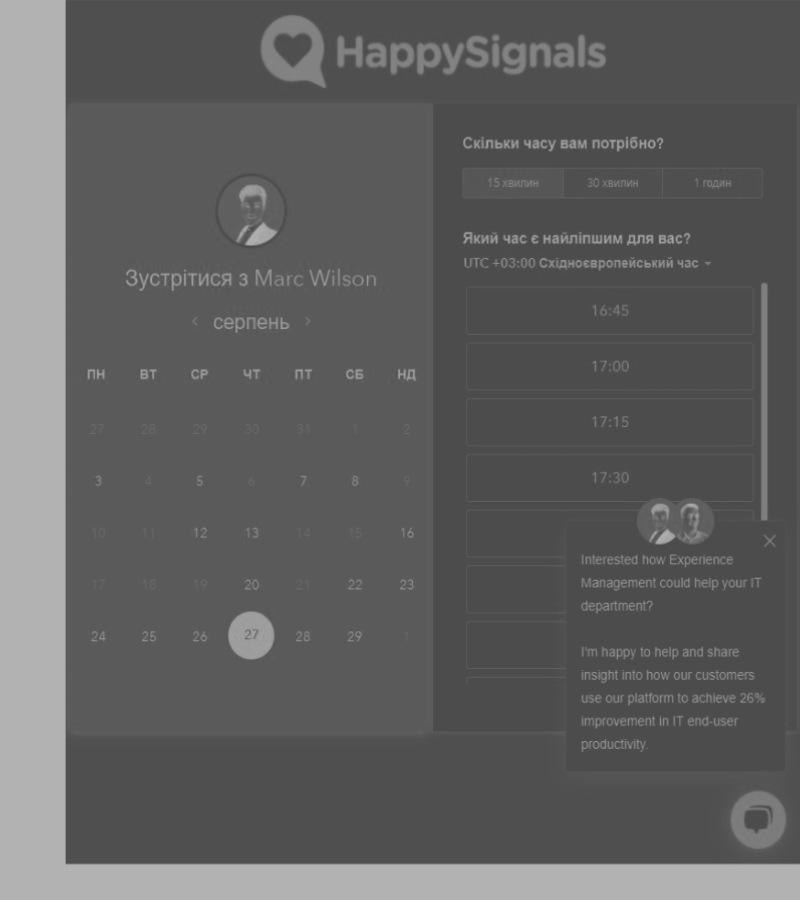 HappySignals
Зустрітися з Marc Wilson
серпень
ПН ВТ СР ЧТ ПТ СБ НД
27 28 29 30 31 1 2
3 4 5 6 7 8 9
10 11 12 13 14 15 16
17 18 19 20 21 22 23
24 25 26 27 28 29 1
Скільки часу вам потрібно?
15 хвилин 30 хвилин 1 годин
Який час є найліпшим для вас?
UTC +03:00 Східноєвропейський час
16:45
17:00
17:15
17:30
Interested how Experience
Management could help your IT
department?
I'm happy to help and share
insight into how our customers
use our platform to achieve 26%
improvement in IT end-user
productivity.